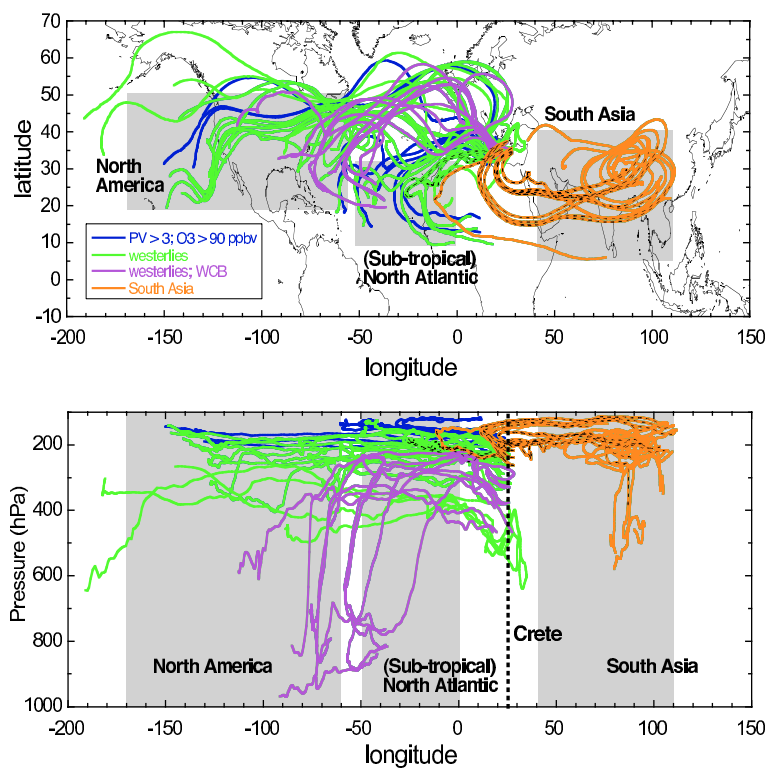 70
60
50
40
30
20
10
0
-10
latitude
North
America
South Asia
PV > 3; O3 > 90 ppbv
westerlies
westerlies; WCB
South Asia
(Sub-tropical)
North Atlantic
-200 -150 -100 -50 0 50 100 150
longitude
200
400
600
800
1000
Pressure (hPa)
Crete
North America
(Sub-tropical)
North Atlantic
South Asia
-200 -150 -100 -50 0 50 100 150
longitude